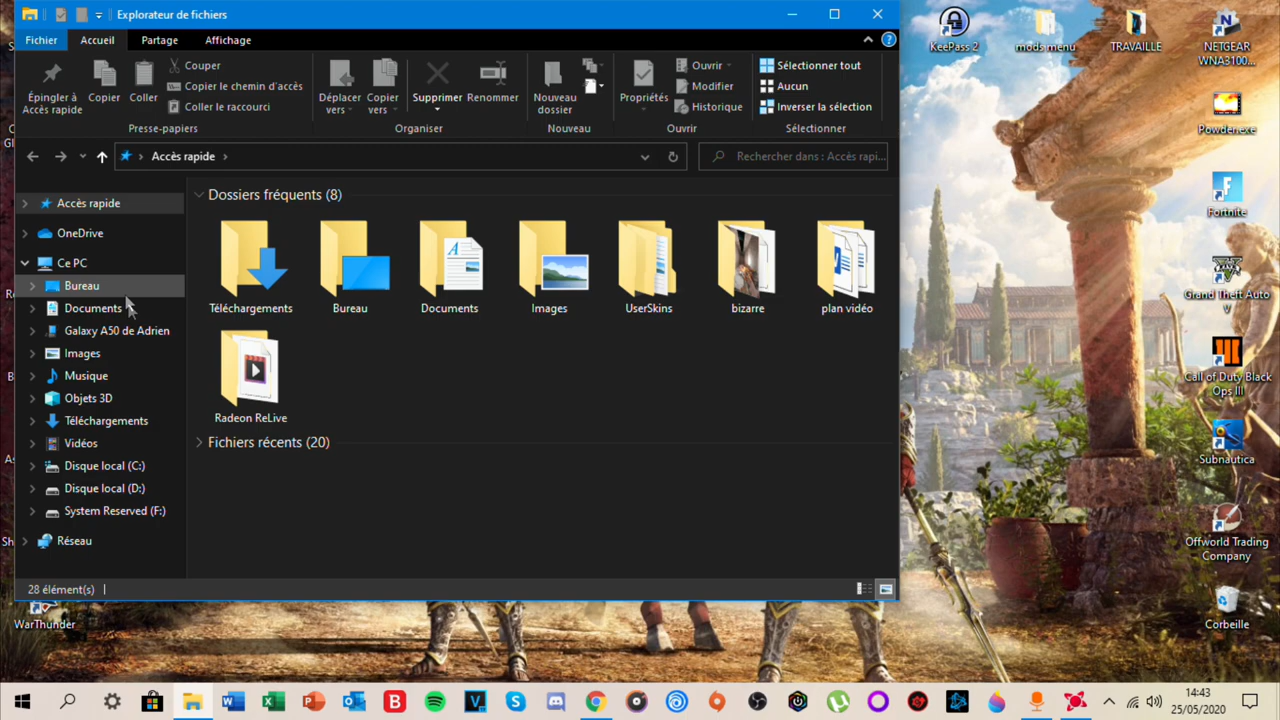 Explorateur de fichiers
Fichier Accueil Partage Affichage
Épingler à Accès rapide
Copier
Coller
Couper
Copier le chemin d'accès
Coller le raccourci
Presse-papiers
Déplacer vers
Copier vers
Supprimer
Renommer
Organiser
Nouveau dossier
Nouveau
Propriétés
Ouvrir
Modifier
Historique
Ouvrir
Sélectionner tout
Aucun
Inverser la sélection
Sélectionner
Accès rapide
Rechercher dans : Accès rapi...
Accès rapide
OneDrive
Ce PC
Bureau
Documents
Galaxy A50 de Adrien
Images
Musique
Objets 3D
Téléchargements
Vidéos
Disque local (C:)
Disque local (D:)
System Reserved (F:)
Réseau
Dossiers fréquents (8)
Téléchargements
Bureau
Documents
Images
UserSkins
bizarre
plan vidéo
Radeon ReLive
Fichiers récents (20)
28 élément(s)
KeePass 2
mods menu
TRAVAILLE
NETGEAR
WNA3100...
Powder.exe
Fortnite
Grand Theft Auto
V
Call of Duty Black
Ops III
Subnautica
Offworld Trading
Company
Corbeille
WarThunder
14:43
25/05/2020